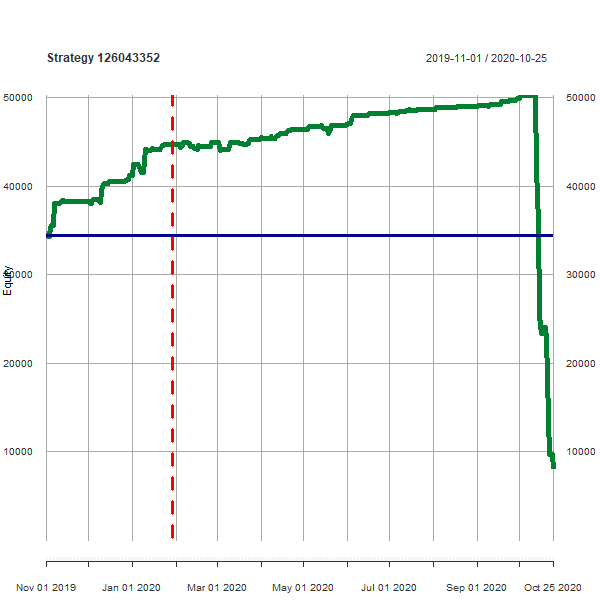 Strategy 126043352
2019-11-01 / 2020-10-25
50000
50000
40000
40000
30000
30000
Equity
20000
20000
10000
10000
Nov 01 2019
Jan 01 2020
Mar 01 2020
May 01 2020
Jul 01 2020
Sep 01 2020
Oct 25 2020